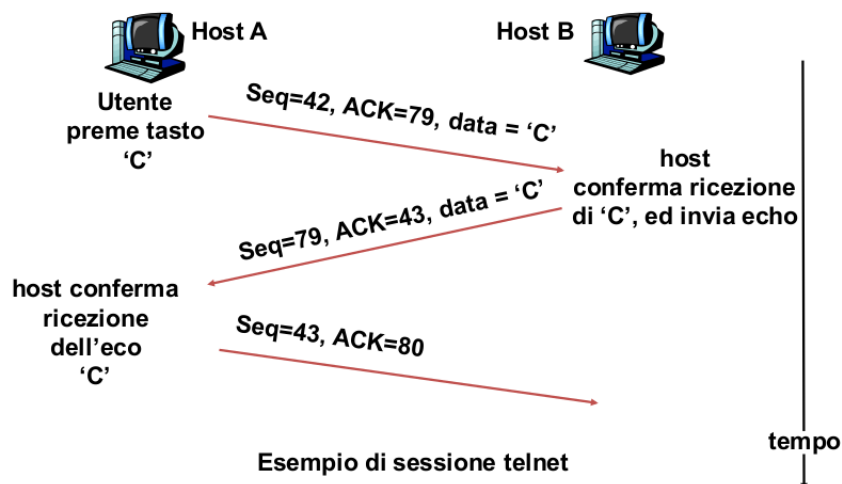 Host A
Host B
Utente
preme tasto
‘C’
Seq=42, ACK=79, data = ‘C’
host
conferma ricezione
di ‘C’, ed invia echo
Seq=79, ACK=43, data = ‘C’
host conferma
ricezione
dell’eco
‘C’
Seq=43, ACK=80
tempo
Esempio di sessione telnet